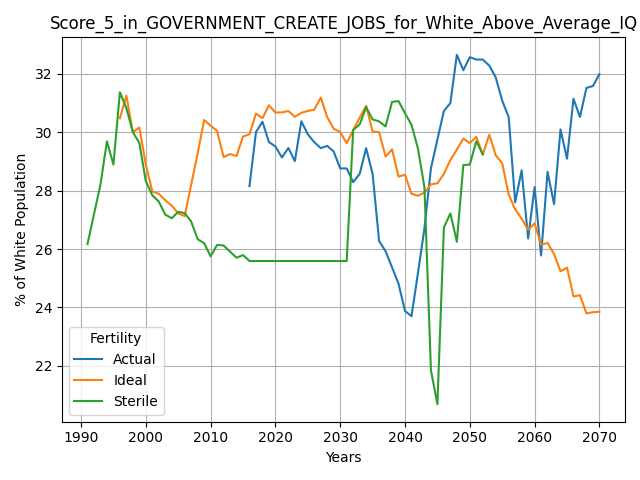 Score_5_in_GOVERNMENT_CREATE_JOBS_for_White_Above_Average_IQ
% of White Population
32
30
28
26
24
22
Fertility
Actual
Ideal
Sterile
1990 2000 2010 2020 2030 2040 2050 2060 2070
Years